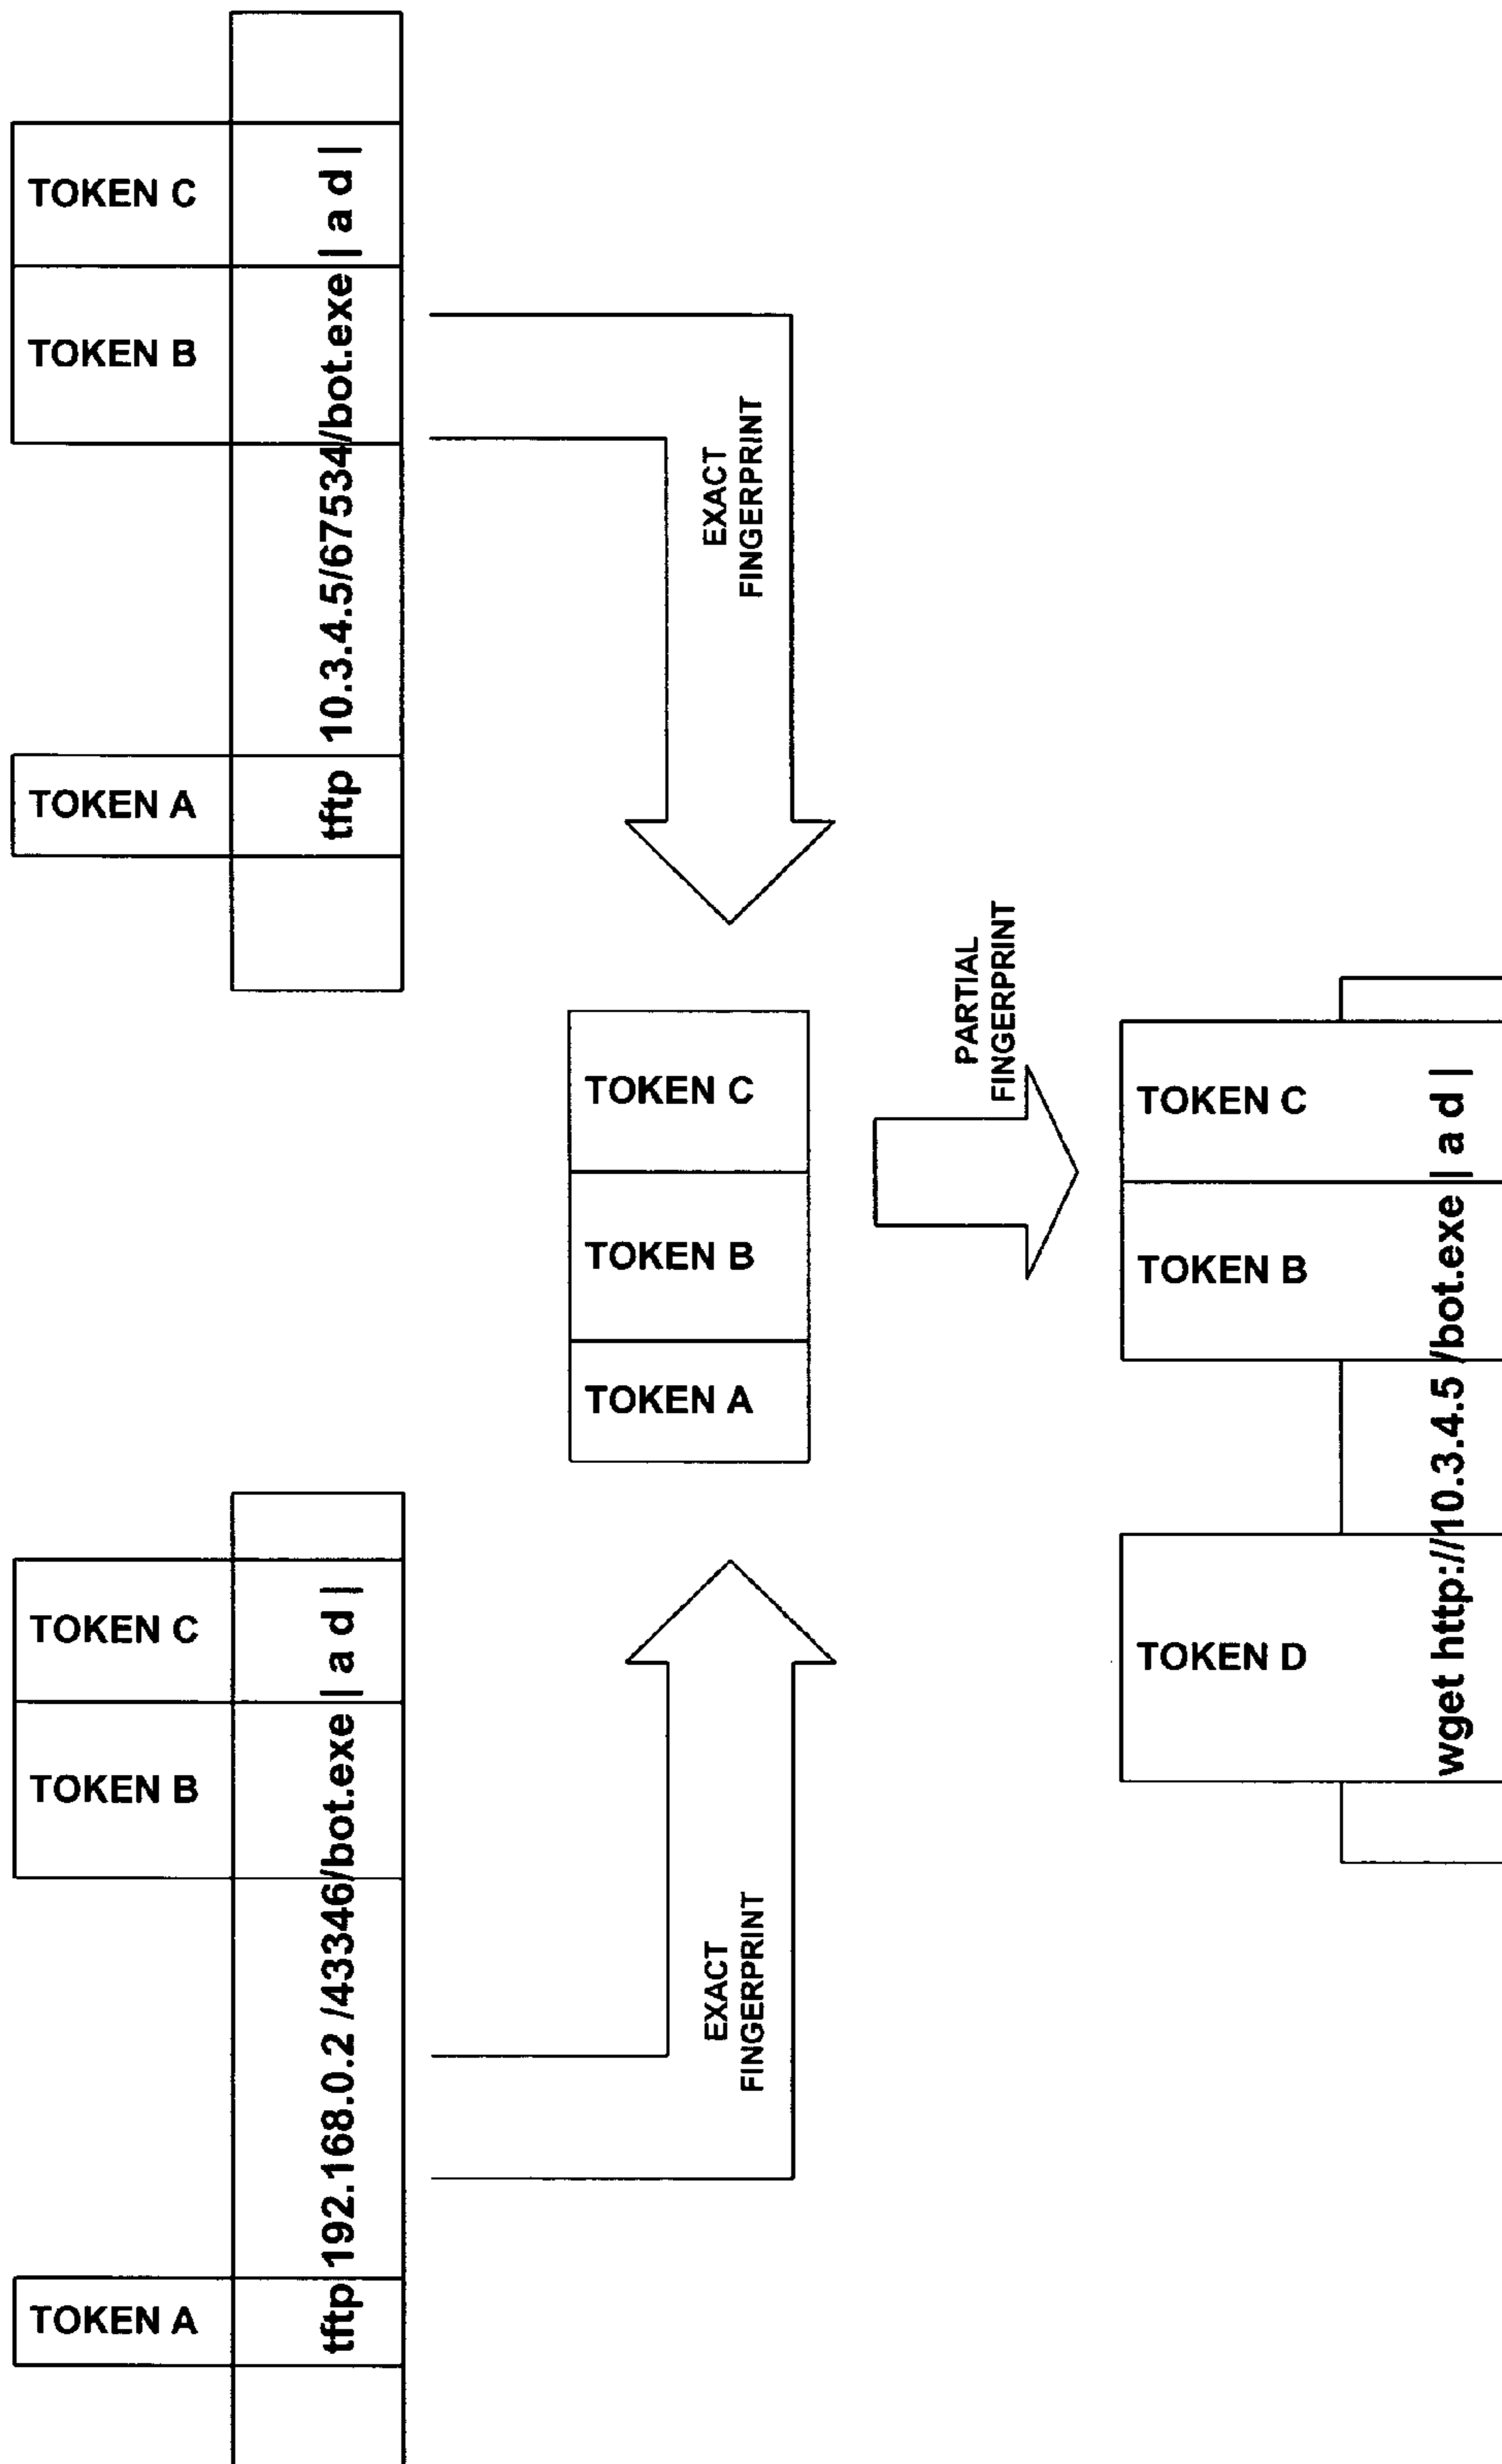 TOKEN A
TOKEN B
TOKEN C
tftp 192.168.0.2 /43346/bot.exe | a d |
TOKEN A
TOKEN B
TOKEN C
tftp 10.3.4.5/67534/bot.exe | a d |
EXACT
FINGERPRINT
TOKEN A
TOKEN B
TOKEN C
EXACT
FINGERPRINT
PARTIAL
FINGERPRINT
TOKEN D
TOKEN B
TOKEN C
wget http://10.3.4.5 /bot.exe | a d |